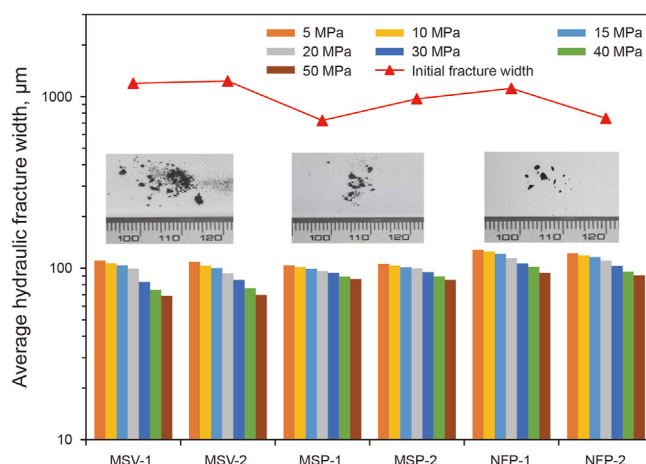 5 MPa
10 MPa
15 MPa
20 MPa
30 MPa
40 MPa
50 MPa
Initial fracture width
Average hydraulic fracture width, μm
1000
100
10
100 110 120
100 110 120
100 110 120
MSV-1 MSV-2 MSP-1 MSP-2 NFP-1 NFP-2